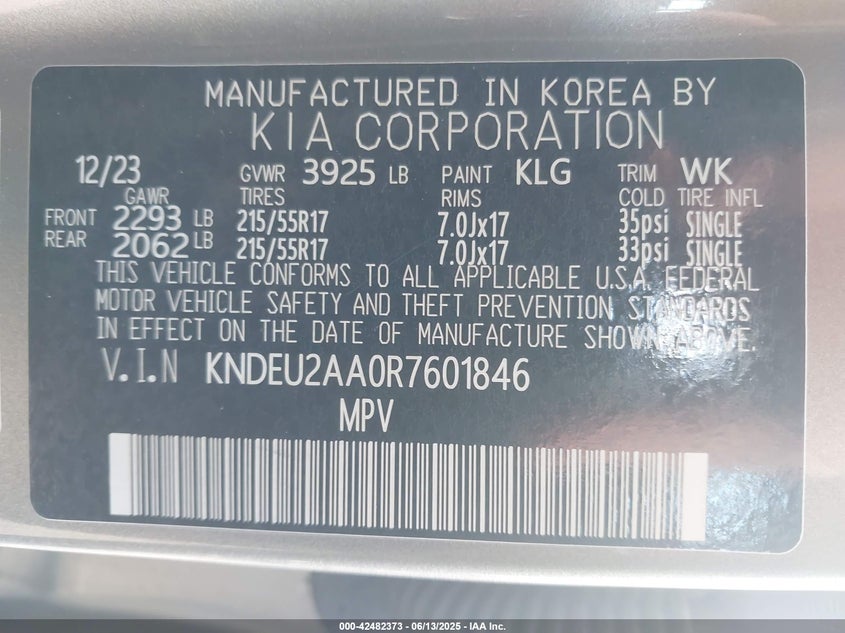 MANUFACTURED IN KOREA BY
KIA CORPORATION
12/23 GVWR 3925 LB PAINT KLG TRIM WK
GAWR TIRES RIMS COLD TIRE INFL
FRONT 2293 LB 215/55R17 7.0Jx17 35psi SINGLE
REAR 2062 LB 215/55R17 7.0Jx17 33psi SINGLE
THIS VEHICLE CONFORMS TO ALL APPLICABLE U.S.A. FEDERAL
MOTOR VEHICLE SAFETY AND THEFT PREVENTION STANDARDS
IN EFFECT ON THE DATE OF MANUFACTURE SHOWN ABOVE.
V.I.N KNDEU2AA0R7601846
MPV
000-42482373 - 06/13/2025 - IAA Inc.